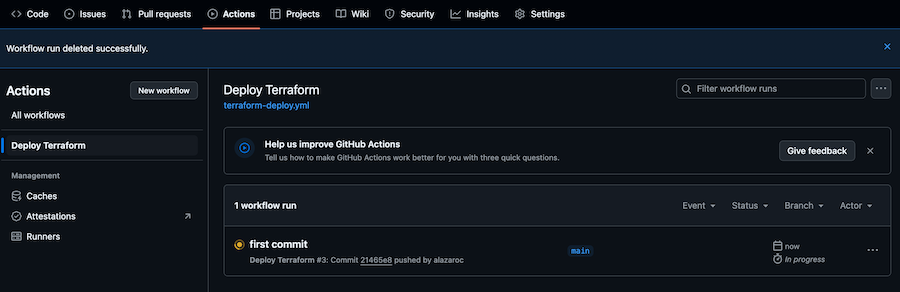 Code Issues Pull requests Actions Projects Wiki Security Insights Settings
Workflow run deleted successfully.
Actions
New workflow
All workflows
Deploy Terraform
Management
Caches
Attestations
Runners
Deploy Terraform
terraform-deploy.yml
Filter workflow runs
Help us improve GitHub Actions
Tell us how to make GitHub Actions work better for you with three quick questions.
Give feedback
1 workflow run
Event Status Branch Actor
first commit
Deploy Terraform #3: Commit 21465e8 pushed by alazaroc
main
now
In progress